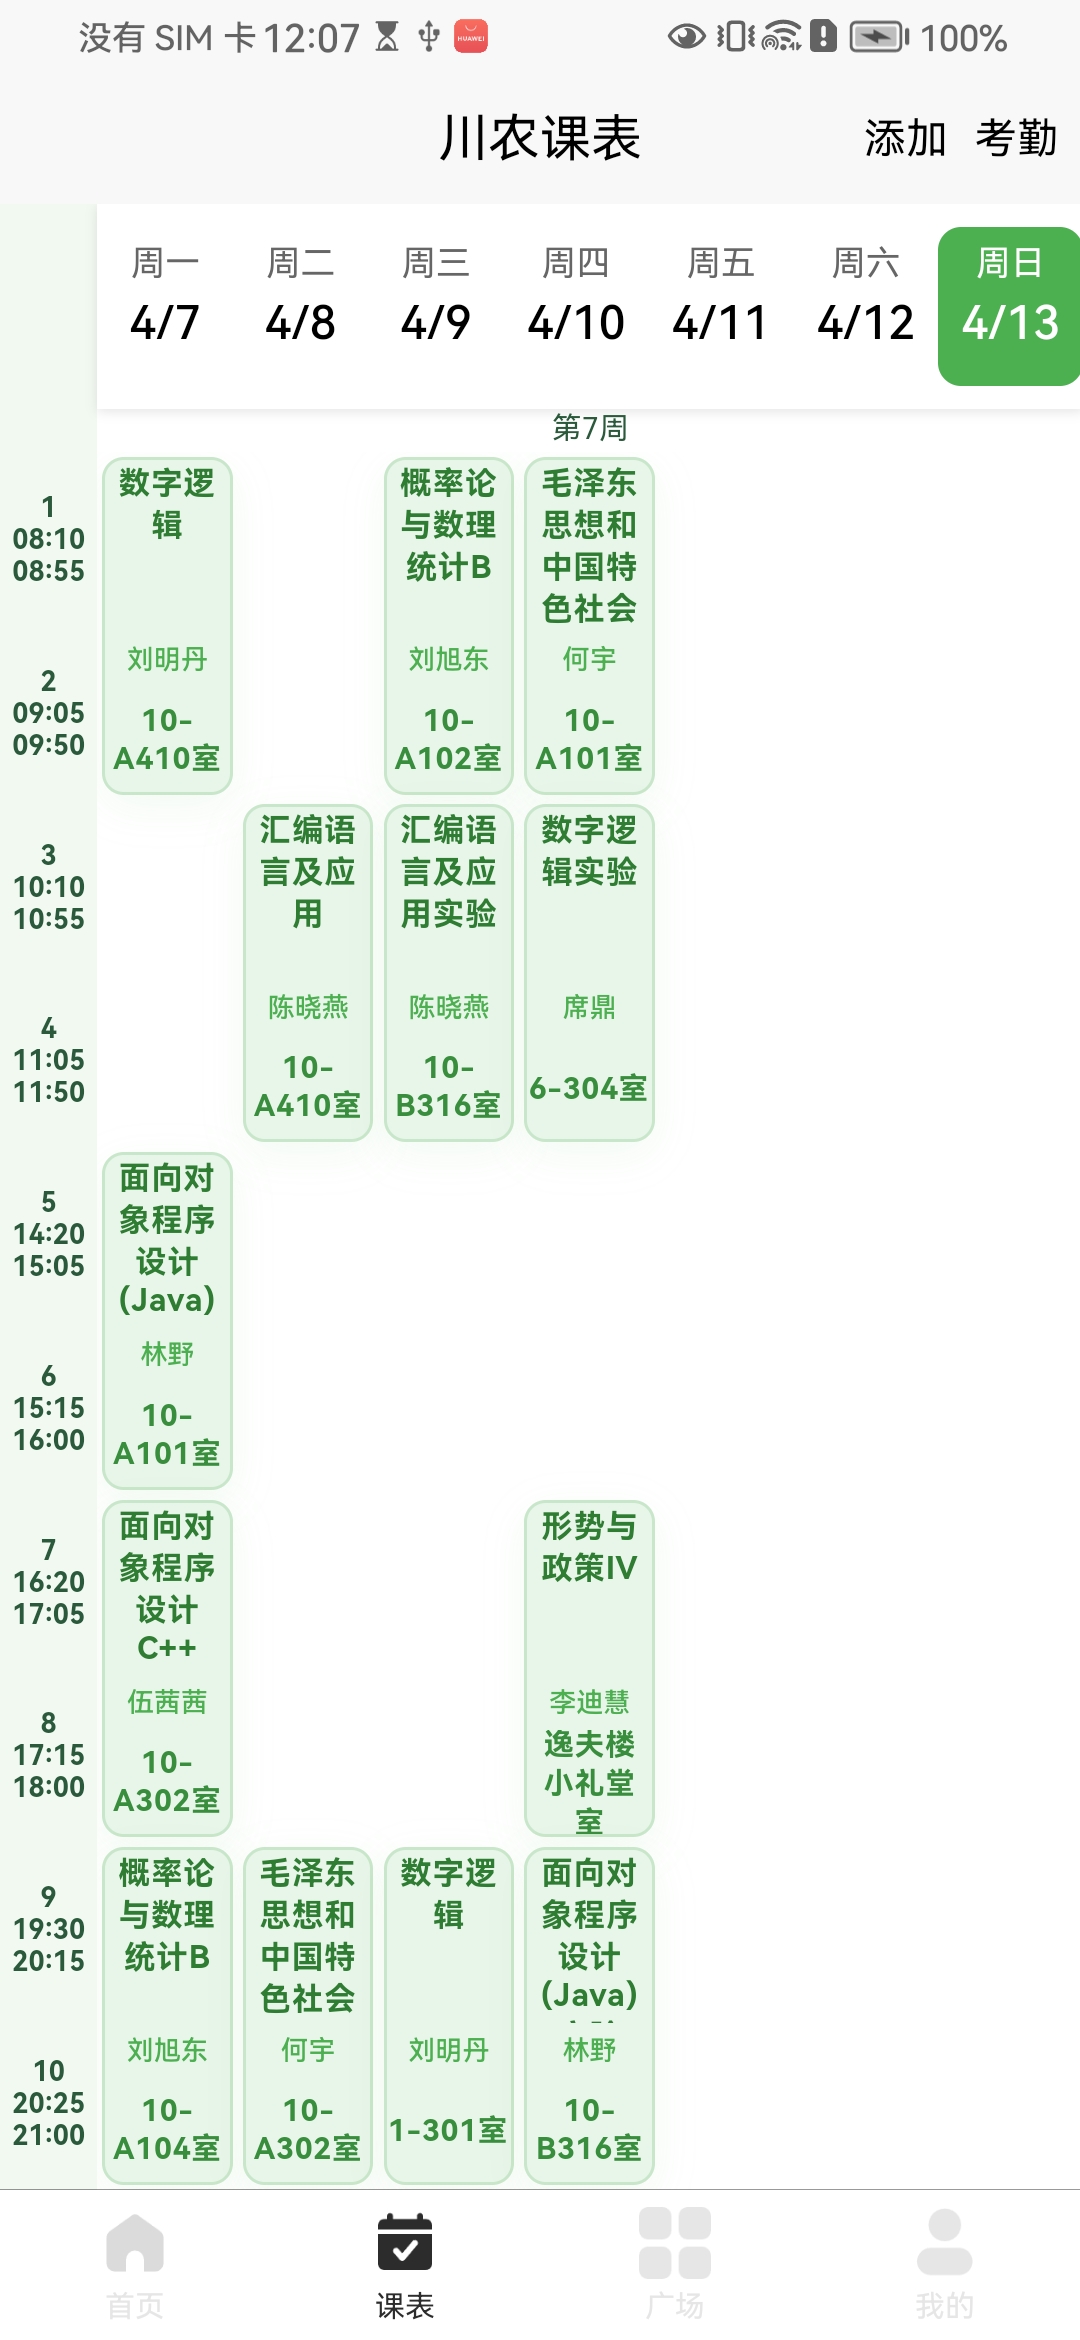 没有 SIM 卡 12:07
HUAWEI
100%
川农课表
添加 考勤
周一 周二 周三 周四 周五 周六 周日
4/7 4/8 4/9 4/10 4/11 4/12 4/13
第7周
1
08:10
08:55
2
09:05
09:50
数字逻
辑
刘明丹
10-
A410室
概率论
与数理
统计B
刘旭东
10-
A102室
毛泽东
思想和
中国特
色社会
何宇
10-
A101室
3
10:10
10:55
4
11:05
11:50
汇编语
言及应
用
陈晓燕
10-
A410室
汇编语
言及应
用实验
陈晓燕
10-
B316室
数字逻
辑实验
席鼎
6-304室
5
14:20
15:05
6
15:15
16:00
面向对
象程序
设计
(Java)
林野
10-
A101室
7
16:20
17:05
8
17:15
18:00
面向对
象程序
设计
C++
伍茜茜
10-
A302室
形势与
政策IV
李迪慧
逸夫楼
小礼堂
室
9
19:30
20:15
10
20:25
21:00
概率论
与数理
统计B
刘旭东
10-
A104室
毛泽东
思想和
中国特
色社会
何宇
10-
A302室
数字逻
辑
刘明丹
1-301室
面向对
象程序
设计
(Java)
林野
10-
B316室
首页 课表 广场 我的